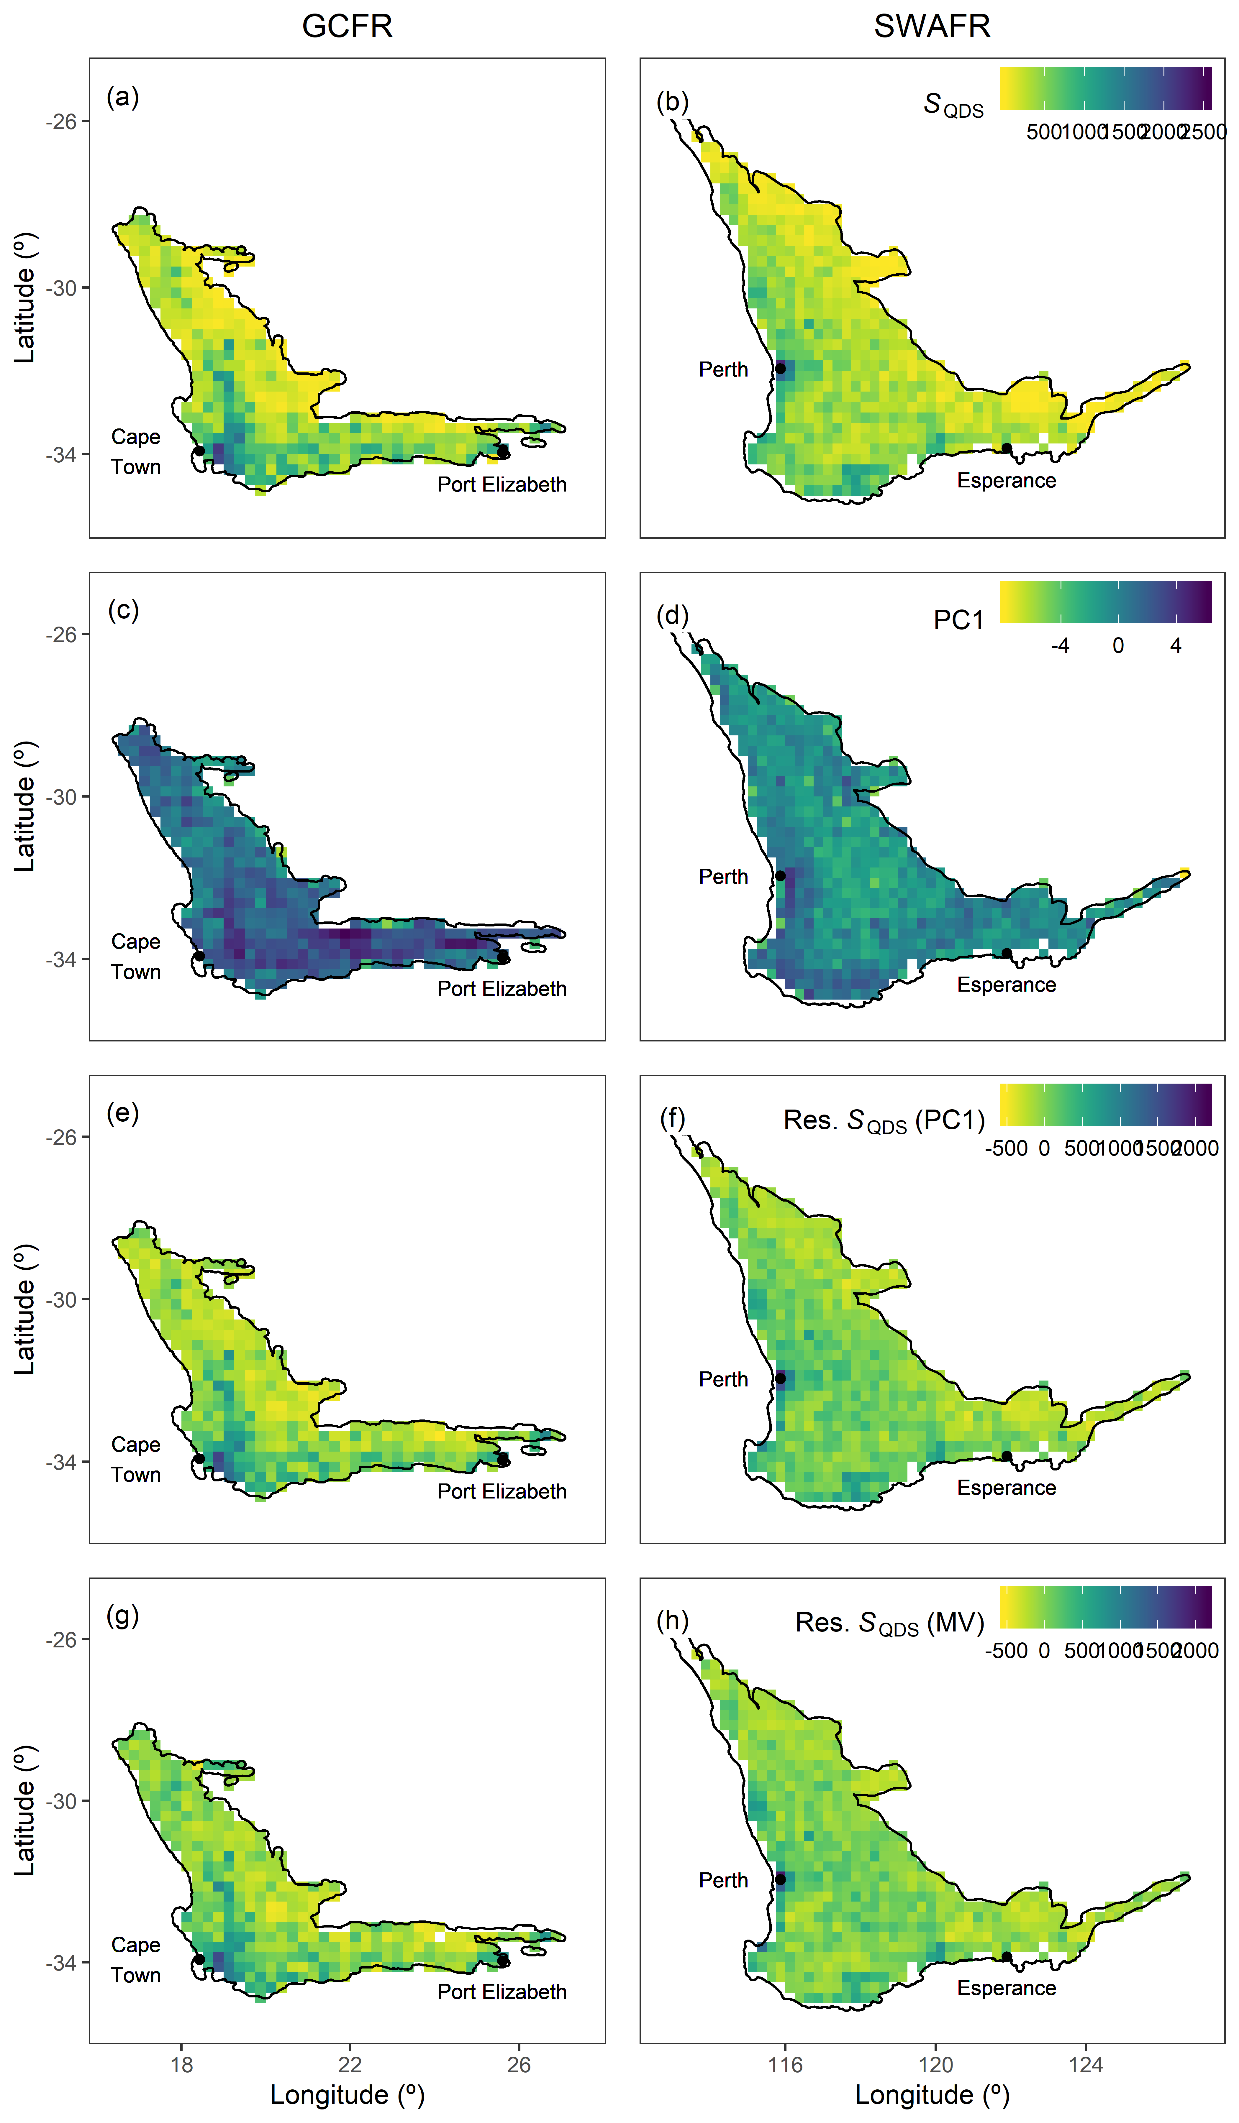 GCFR
SWAFR
(a)
(b)
S QDS
500 1000 1500 2000 2500
-26
-30
-34
Latitude (º)
Cape
Town
Port Elizabeth
Perth
Esperance
(c)
(d)
PC1
-4 0 4
-26
-30
-34
Latitude (º)
Cape
Town
Port Elizabeth
Perth
Esperance
(e)
(f)
Res. S QDS (PC1)
-500 0 500 1000 1500 2000
-26
-30
-34
Latitude (º)
Cape
Town
Port Elizabeth
Perth
Esperance
(g)
(h)
Res. S QDS (MV)
-500 0 500 1000 1500 2000
-26
-30
-34
Latitude (º)
Cape
Town
Port Elizabeth
Perth
Esperance
18 22 26
116 120 124
Longitude (º)
Longitude (º)